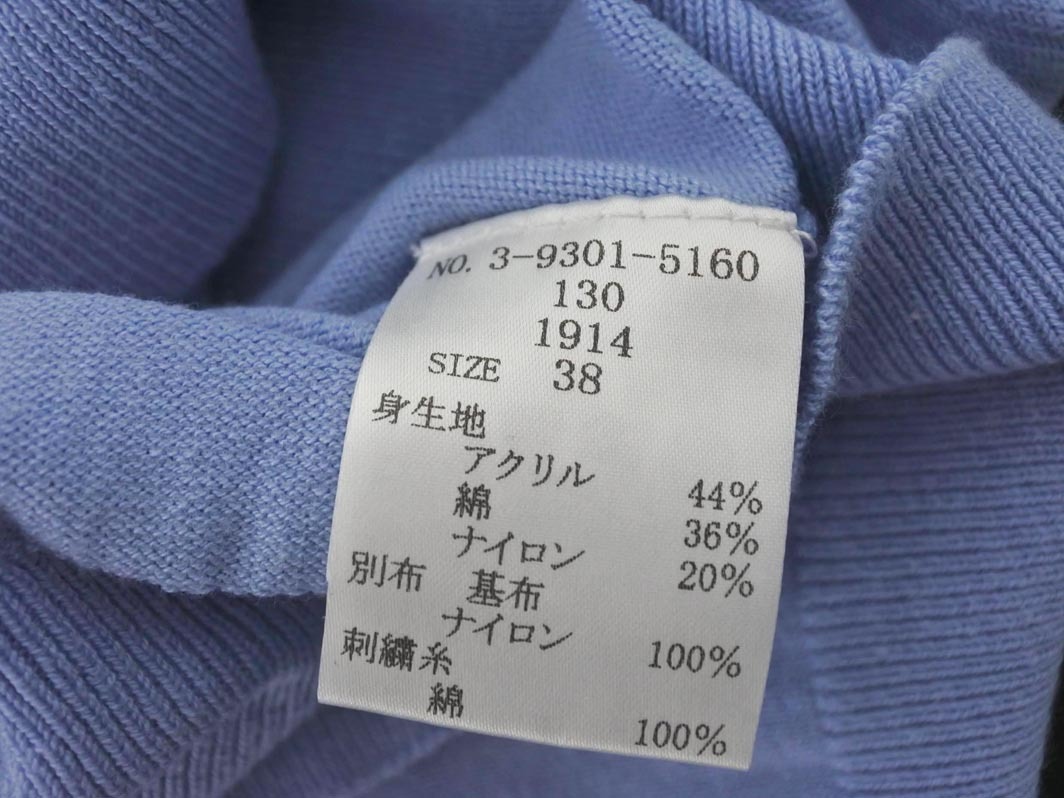 NO. 3-9301-5160
130
1914
SIZE 38
身生地
アクリル 44%
綿 36%
ナイロン 20%
別布 基布
ナイロン 100%
刺繍糸
綿 100%